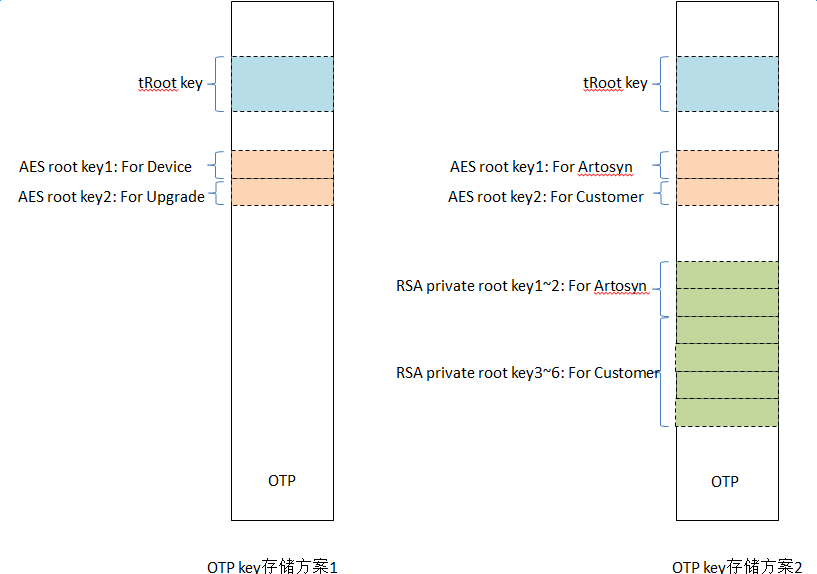 tRoot key
AES root key1: For Device
AES root key2: For Upgrade
OTP
OTP key存储方案1
tRoot key
AES root key1: For Artosyn
AES root key2: For Customer
RSA private root key1~2: For Artosyn
RSA private root key3~6: For Customer
OTP
OTP key存储方案2